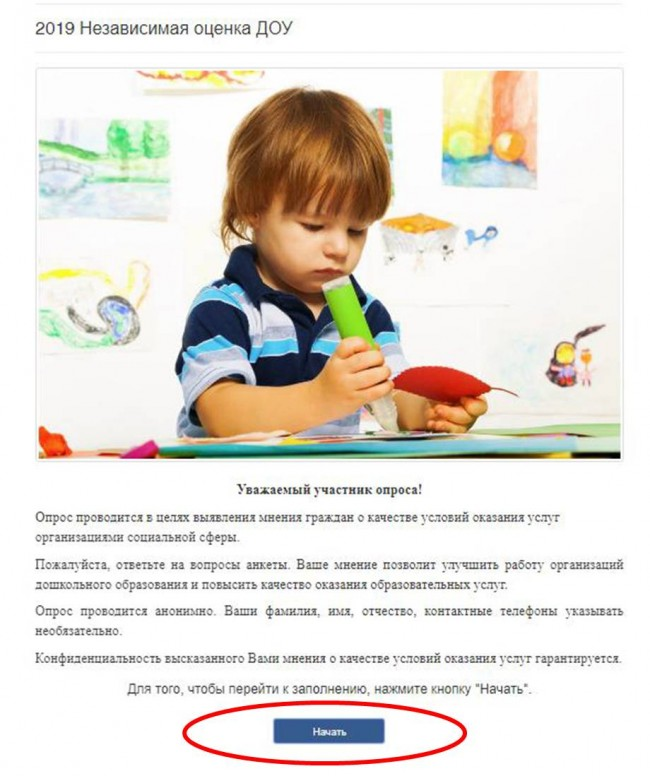 2019 Независимая оценка ДОУ
Уважаемый участник опроса!
Опрос проводится в целях выявления мнения граждан о качестве условий оказания услуг
организациями социальной сферы.
Пожалуйста, ответьте на вопросы анкеты. Ваше мнение позволит улучшить работу организаций
дошкольного образования и повысить качество оказания образовательных услуг.
Опрос проводится анонимно. Ваши фамилия, имя, отчество, контактные телефоны указывать
необязательно.
Конфиденциальность высказанного Вами мнения о качестве условий оказания услуг гарантируется.
Для того, чтобы перейти к заполнению, нажмите кнопку "Начать".
Начать